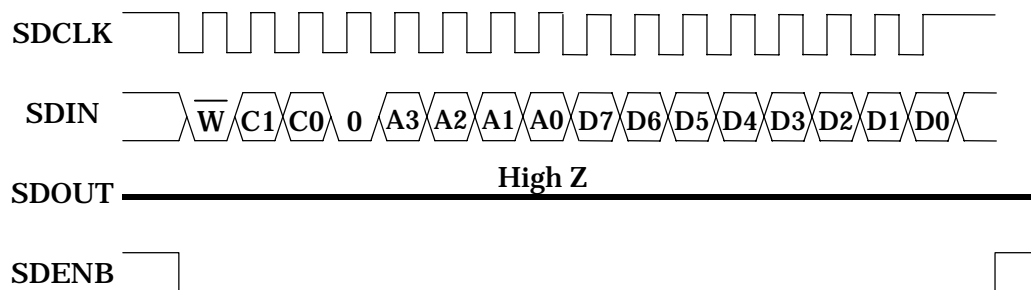 SDCLK
SDIN W C1 C0 0 A3 A2 A1 A0 D7 D6 D5 D4 D3 D2 D1 D0
High Z
SDOUT
SDENB